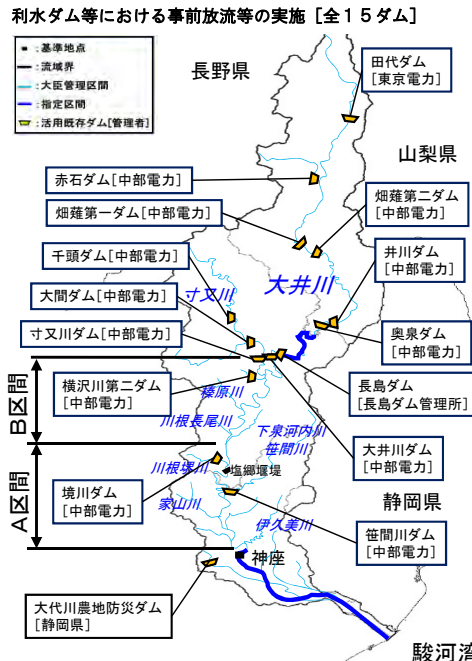 利水ダム等における事前放流等の実施［全１５ダム］
：基準地点
：流域界
：大臣管理区間
：指定区間
：活用既存ダム[管理者]
長野県
田代ダム
[東京電力]
山梨県
赤石ダム[中部電力]
畑薙第一ダム[中部電力]
畑薙第二ダム
[中部電力]
千頭ダム[中部電力]
井川ダム
[中部電力]
大間ダム[中部電力]
寸又川
大井川
寸又川ダム[中部電力]
奥泉ダム
[中部電力]
横沢川第二ダム
[中部電力]
長島ダム
[長島ダム管理所]
B区間
榛原川
川根長尾川
下泉河内川
笹間川
大井川ダム
[中部電力]
川根境川
塩郷堰堤
境川ダム
[中部電力]
静岡県
A区間
家山川
伊久美川
笹間川ダム
[中部電力]
神座
大代川農地防災ダム
[静岡県]
駿河湾